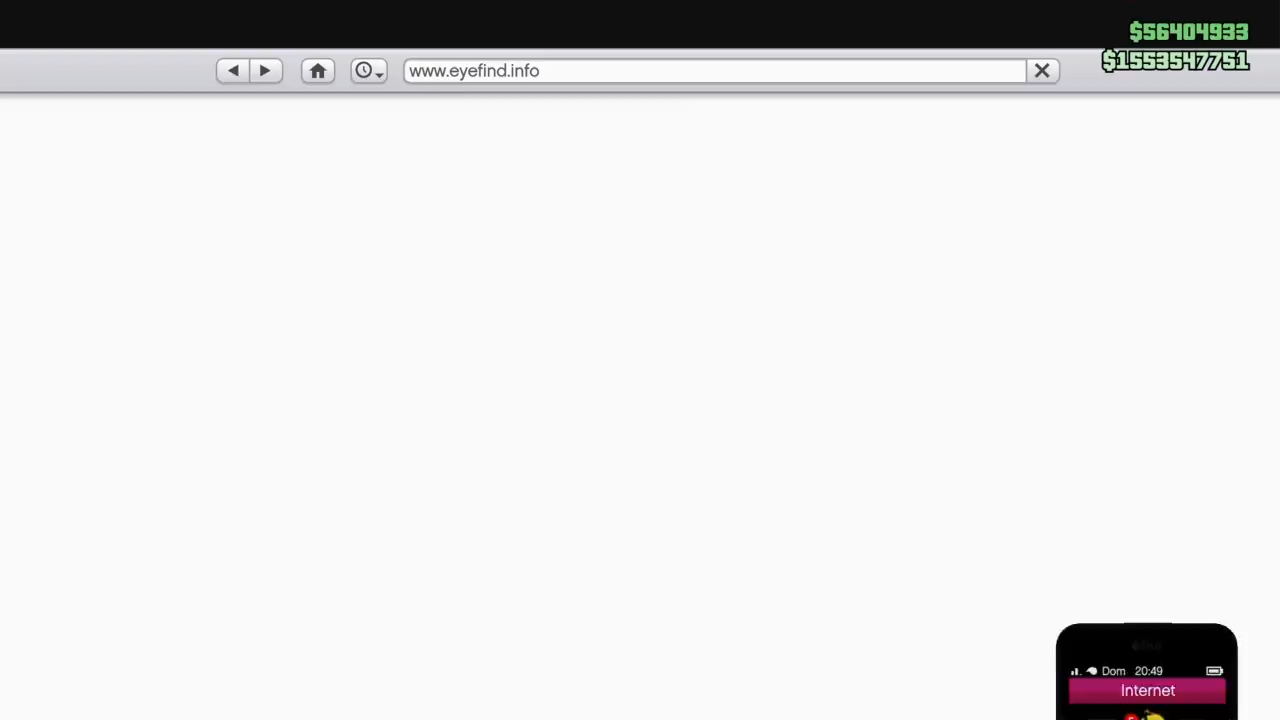 $56404933
www.eyefind.info
$1553547751
Dom 20:49
Internet